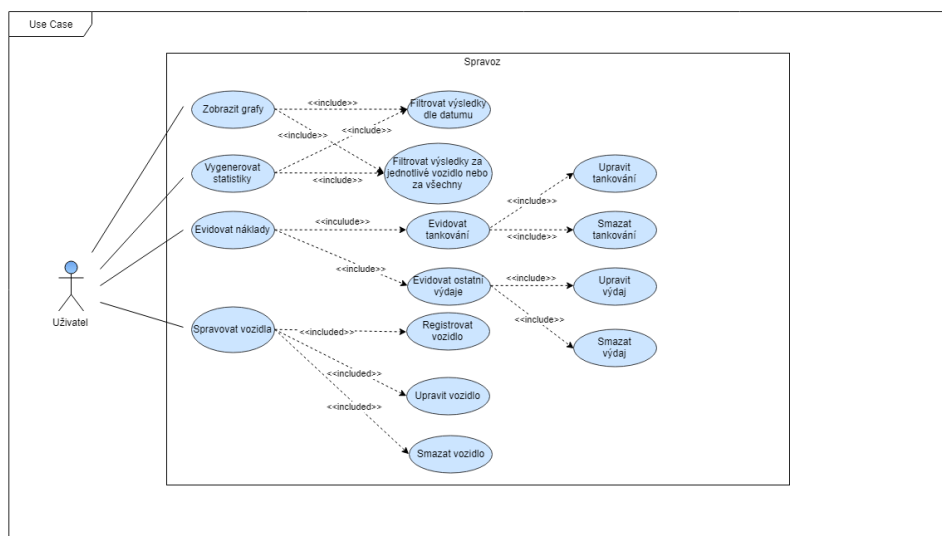 Use Case
Spravoz
Zobrazit grafy
<<include>>
Filtrovat výsledky
dle datumu
<<include>>
<<include>>
Vygenerovat
statistiky
<<include>>
Filtrovat výsledky za
jednotlivé vozidlo nebo
za všechny
Upravit
tankování
<<include>>
Evidovat náklady
<<inculude>>
Evidovat
tankování
<<include>>
Smazat
tankování
<<include>>
Evidovat ostatní
výdaje
<<include>>
Upravit
výdaj
<<include>>
Uživatel
Spravovat vozidla
<<included>>
Registrovat
vozidlo
Smazat
výdaj
<<included>>
Upravit vozidlo
<<included>>
Smazat vozidlo